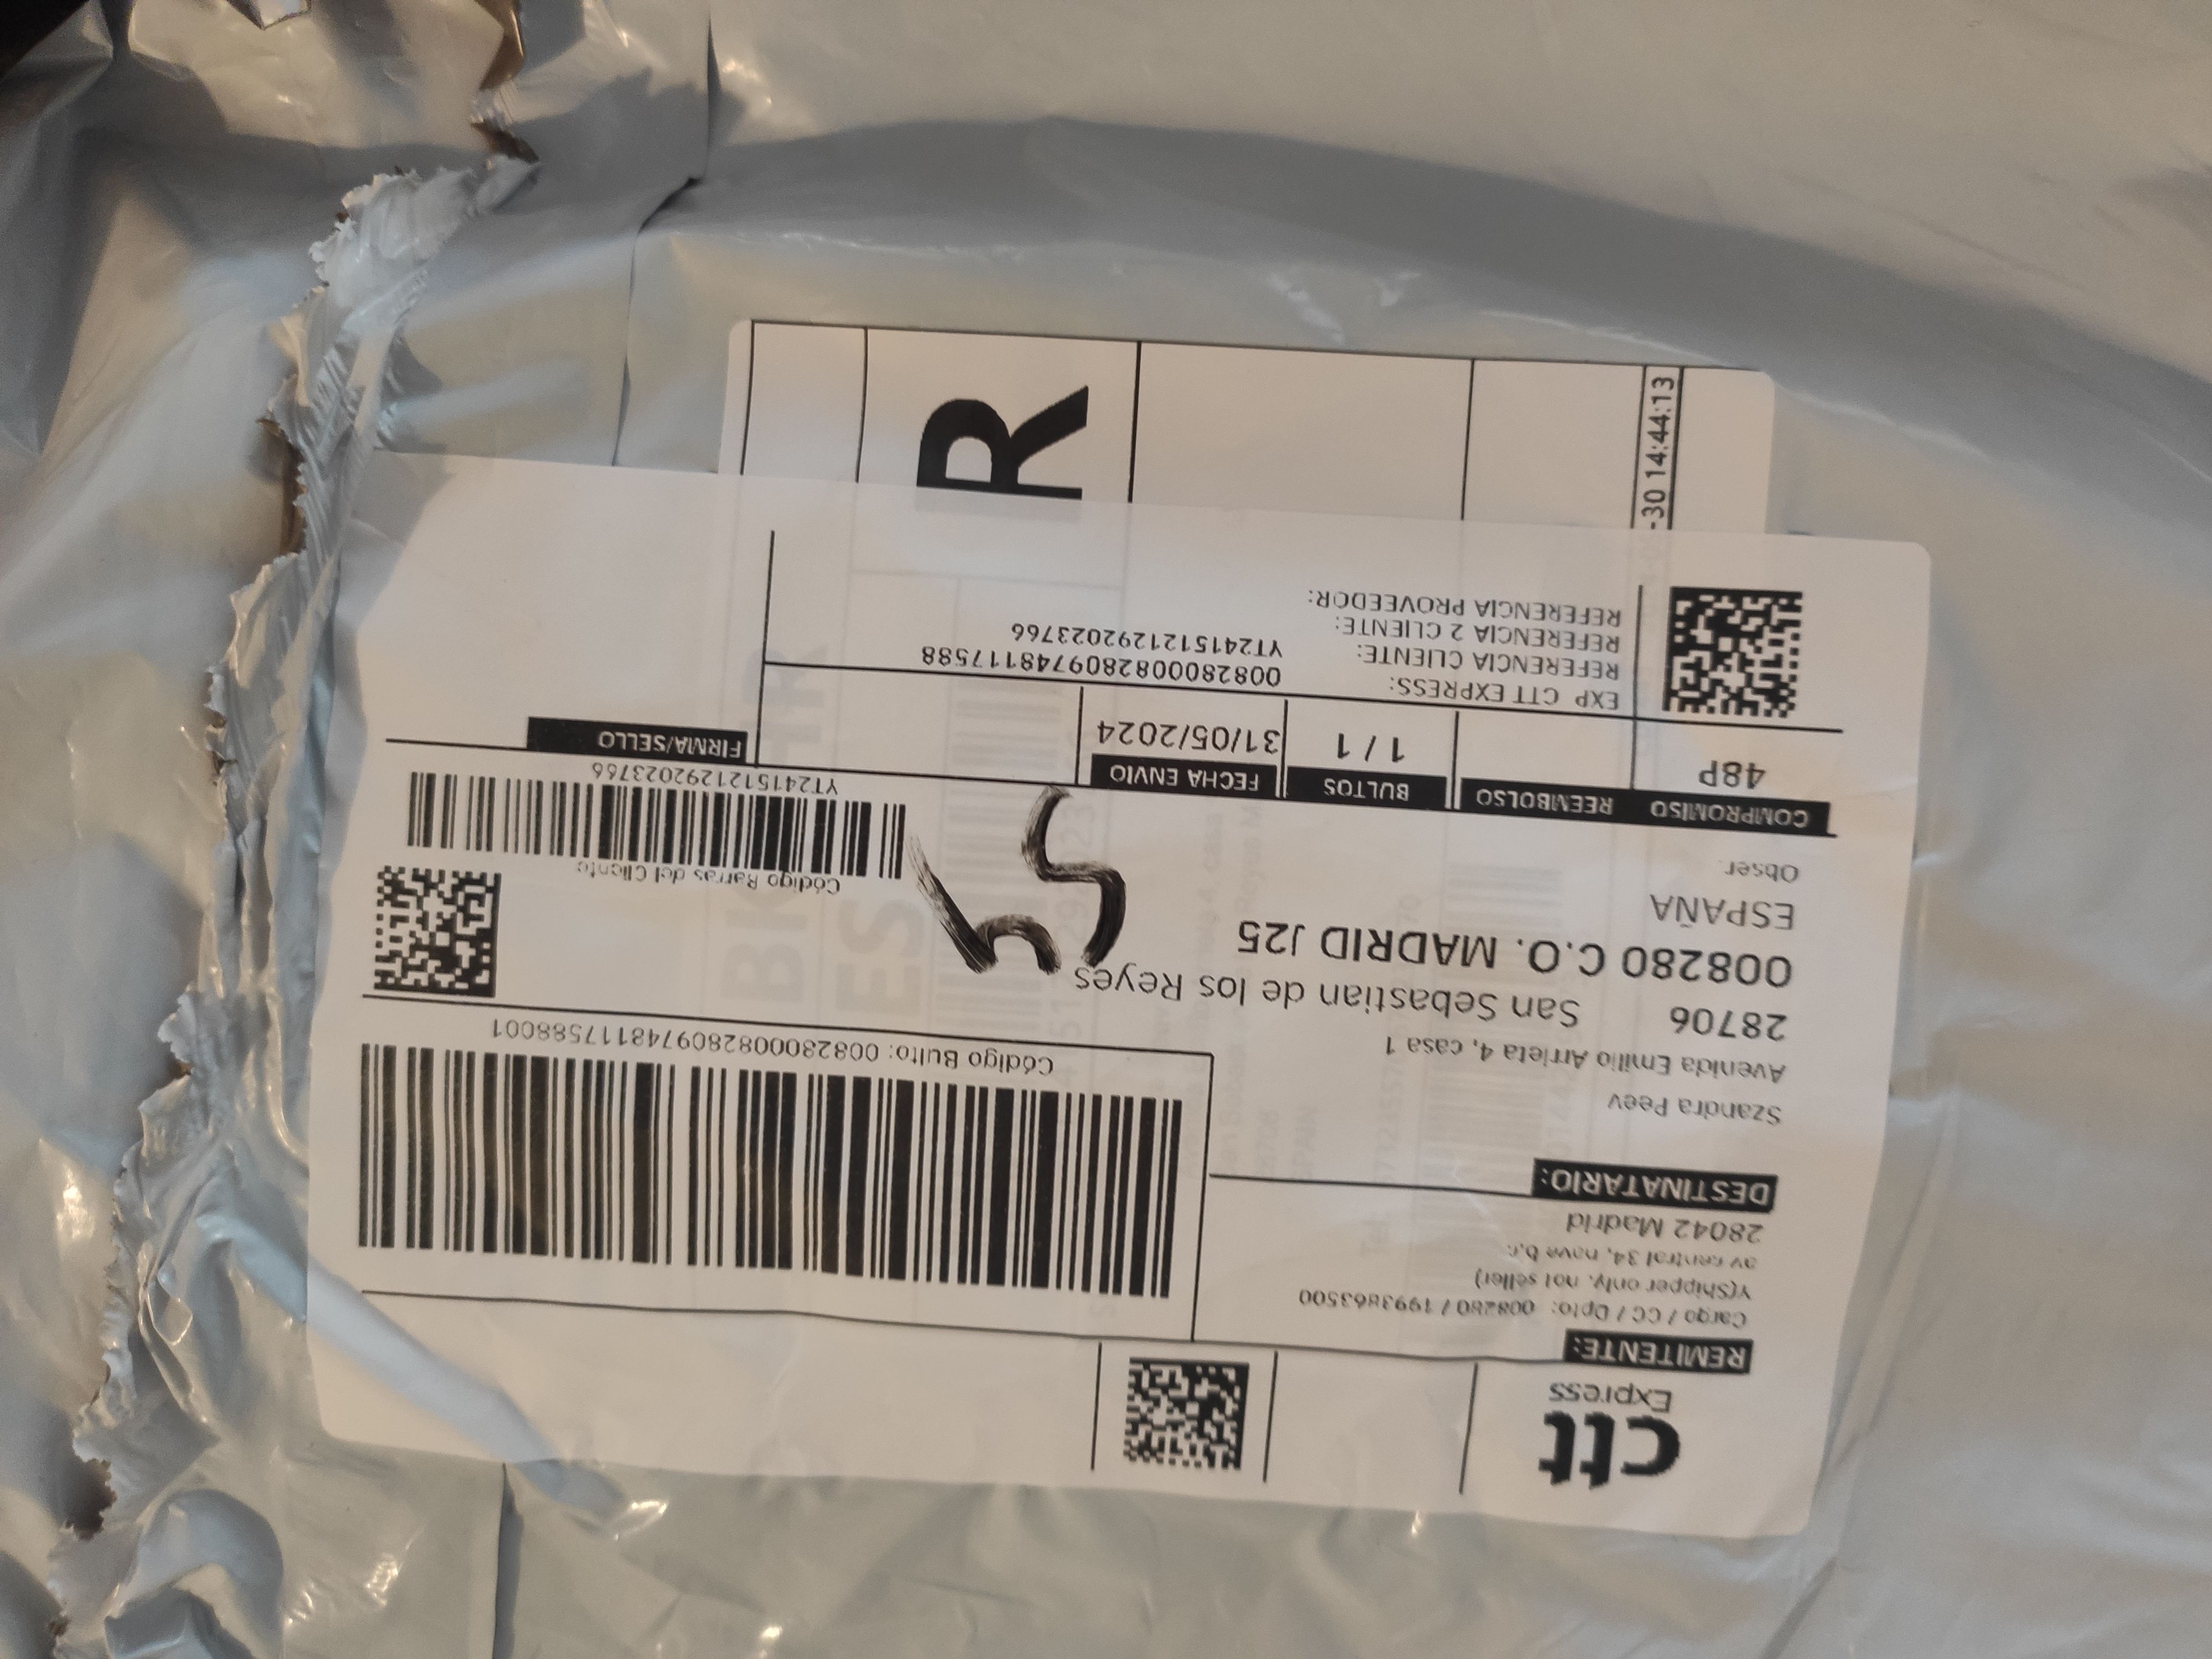 ctt
Express
REMITENTE:
Cargo / CC / Dpto: 008280 / 1993863500
Y(Shipper only, not seller)
av central 34, nave b,c
28042 Madrid
DESTINATARIO:
Szandra Peev
Avenida Emilio Arrieta 4, casa 1
28706 San Sebastian de los Reyes
008280 C.O. MADRID J25
ESPAÑA
Obser.
Código Bulto: 0082800082809748117588001
Código Barras del Cliente:
YT2415121292023766
COMPROMISO REEMBOLSO BULTOS FECHA ENVIO FIRMA/SELLO
48P 1 / 1 31/05/2024
EXP CTT EXPRESS: 0082800082809748117588
REFERENCIA CLIENTE: YT2415121292023766
REFERENCIA 2 CLIENTE:
REFERENCIA PROVEEDOR:
R
-30 14:44:13